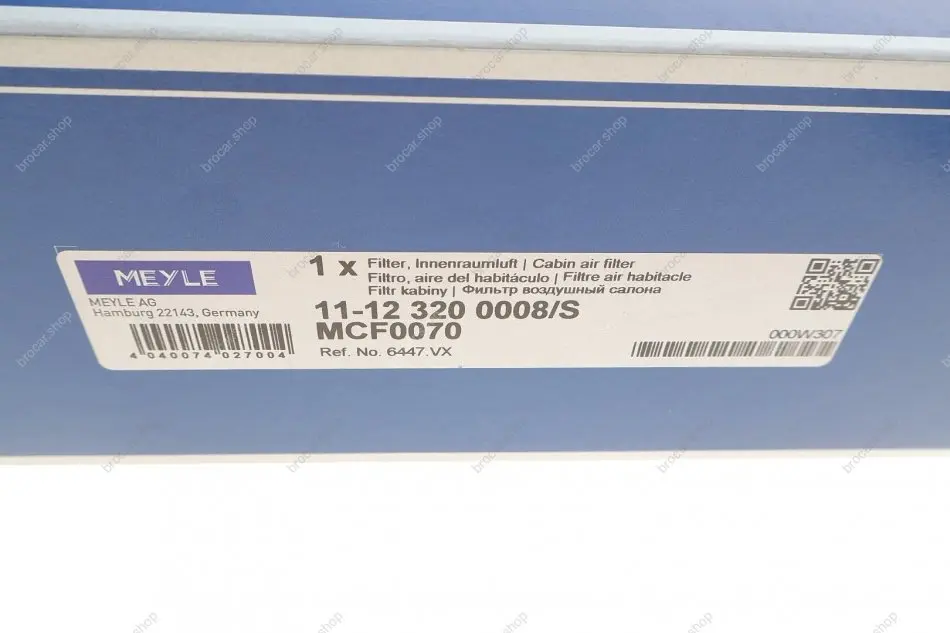 MEYLE
MEYLE AG
Hamburg 22143, Germany
4 040074 027004
1 x Filter, Innenraumluft | Cabin air filter
Filtro, aire del habitáculo | Filtre air habitacle
Filtr kabiny | Фильтр воздушный салона
11-12 320 0008/S
MCF0070
Ref. No. 6447.VX
000W307
brocar.shop